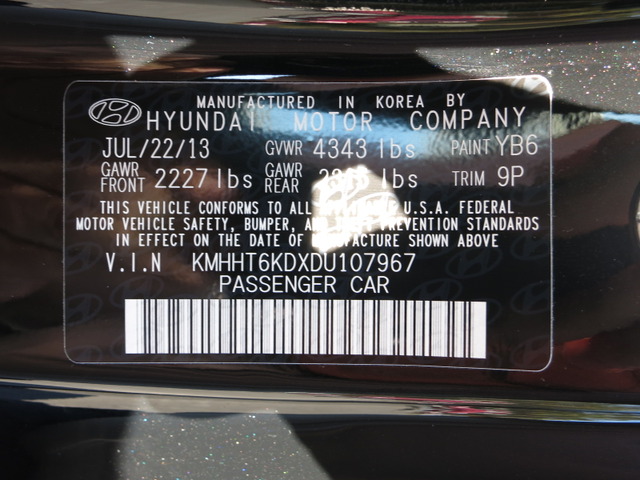 MANUFACTURED IN KOREA BY
HYUNDAI MOTOR COMPANY
JUL/22/13 GVWR 4343 lbs PAINT YB6
GAWR FRONT 2227 lbs GAWR REAR lbs TRIM 9P
THIS VEHICLE CONFORMS TO ALL U.S.A. FEDERAL
MOTOR VEHICLE SAFETY, BUMPER, AND THEFT PREVENTION
STANDARDS IN EFFECT ON THE DATE OF MANUFACTURE SHOWN ABOVE
V.I.N KMHHT6KDXDU107967
PASSENGER CAR